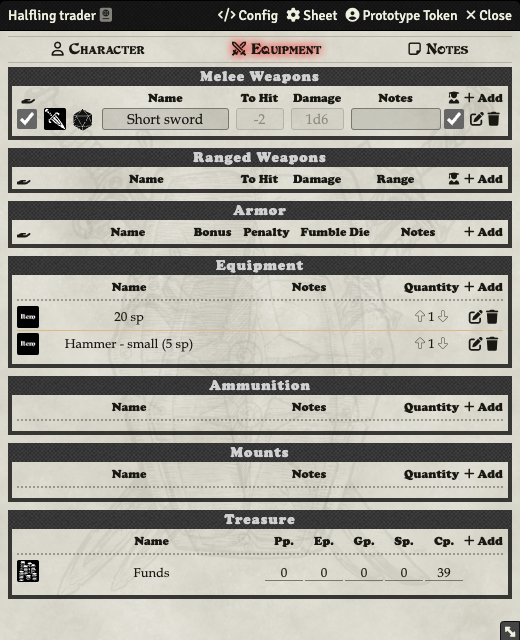 Halfling trader Config Sheet Prototype Token Close
Character Equipment Notes
Melee Weapons
Name To Hit Damage Notes Add
Short sword -2 1d6
Ranged Weapons
Name To Hit Damage Range Add
Armor
Name Bonus Penalty Fumble Die Notes Add
Equipment
Name Notes Quantity Add
Item 20 sp 1
Item Hammer - small (5 sp) 1
Ammunition
Name Notes Quantity Add
Mounts
Name Notes Quantity Add
Treasure
Name Pp. Ep. Gp. Sp. Cp. Add
Funds 0 0 0 0 39